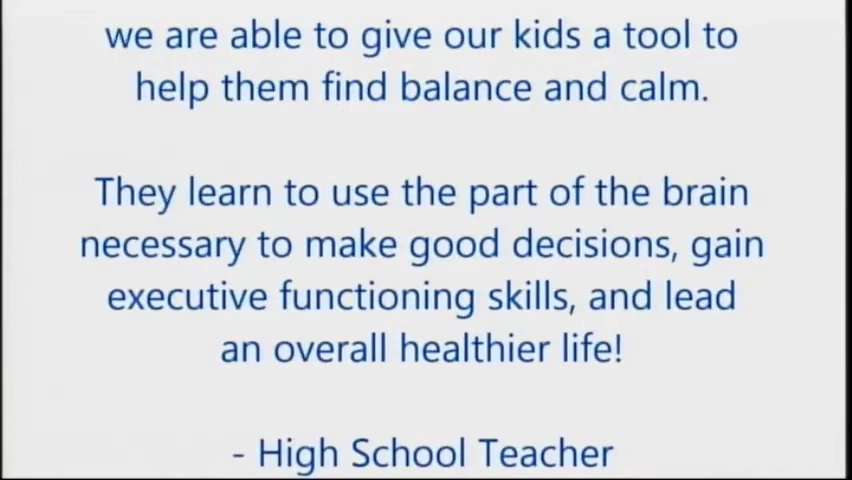 we are able to give our kids a tool to
help them find balance and calm.
They learn to use the part of the brain
necessary to make good decisions, gain
executive functioning skills, and lead
an overall healthier life!
- High School Teacher